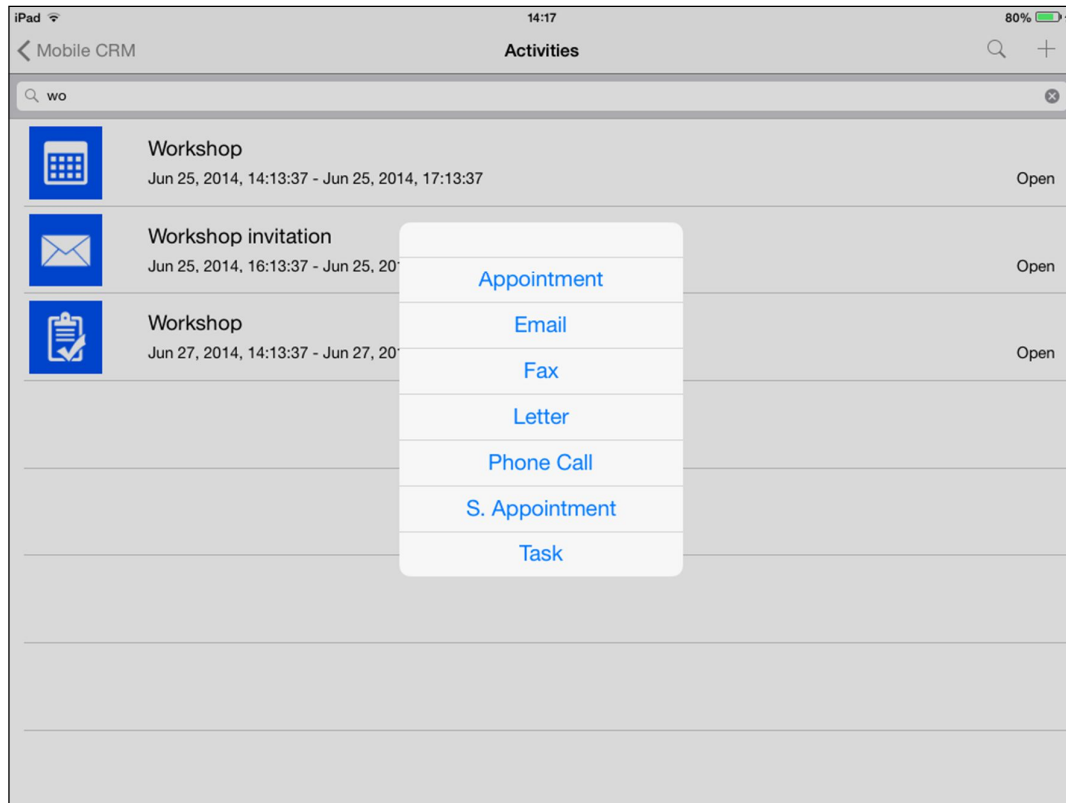 iPad 14:17 80%
Mobile CRM Activities
wo
Workshop
Jun 25, 2014, 14:13:37 - Jun 25, 2014, 17:13:37 Open
Workshop invitation
Jun 25, 2014, 16:13:37 - Jun 25, Open
Workshop
Jun 27, 2014, 14:13:37 - Jun 27, Open
Appointment
Email
Fax
Letter
Phone Call
S. Appointment
Task